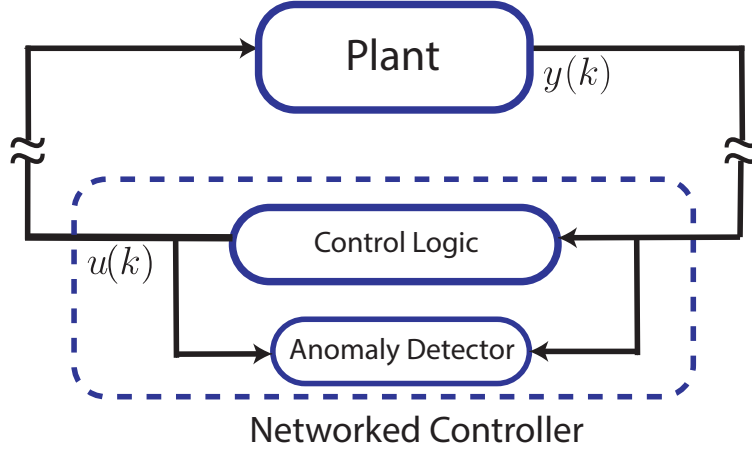 Plant
y(k)
Control Logic
u(k)
Anomaly Detector
Networked Controller